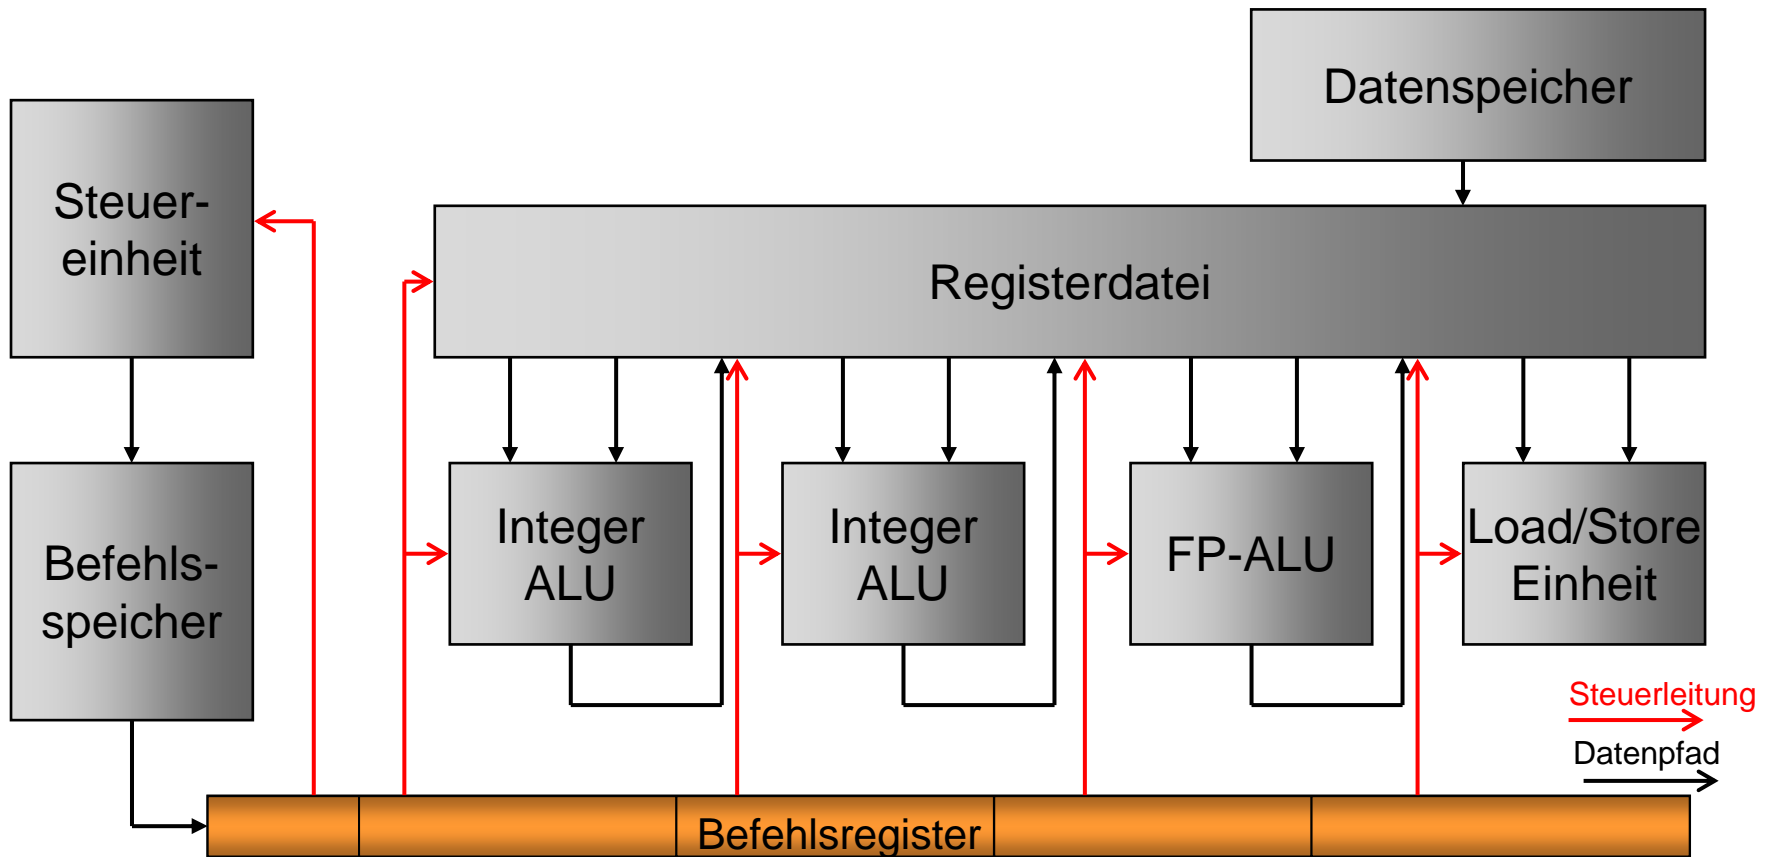 Datenspeicher
Steuer-
einheit
Registerdatei
Befehls-
speicher
Integer
ALU
Integer
ALU
FP-ALU
Load/Store
Einheit
Steuerleitung
Datenpfad
Befehlsregister